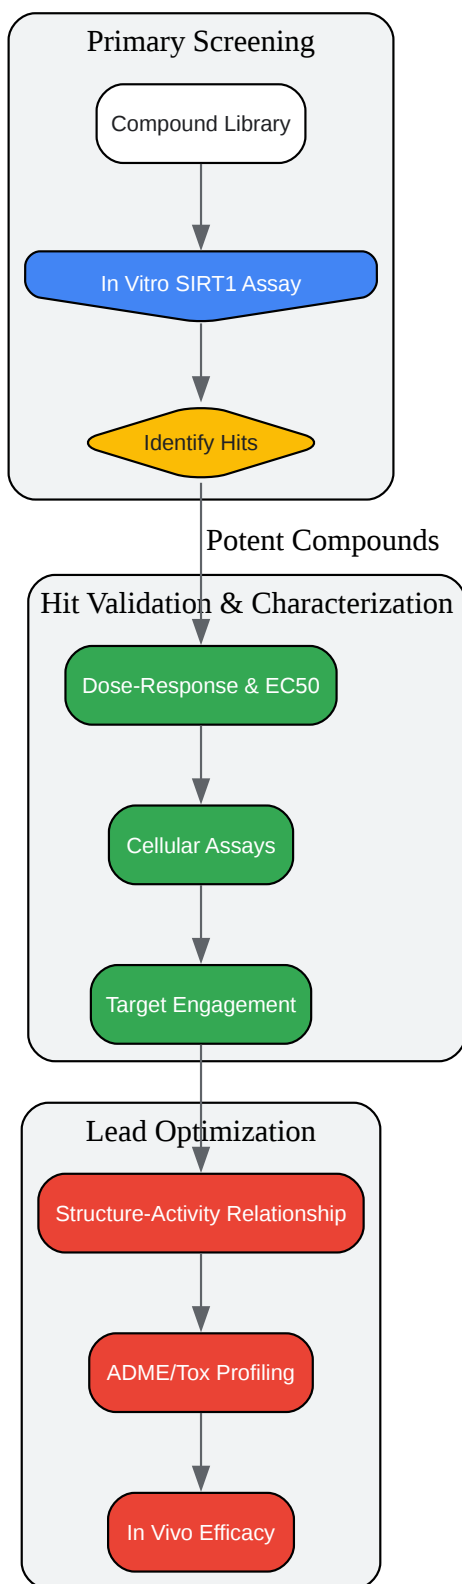 Primary Screening
Compound Library
In Vitro SIRT1 Assay
Identify Hits
Potent Compounds
Hit Validation & Characterization
Dose-Response & EC50
Cellular Assays
Target Engagement
Lead Optimization
Structure-Activity Relationship
ADME/Tox Profiling
In Vivo Efficacy